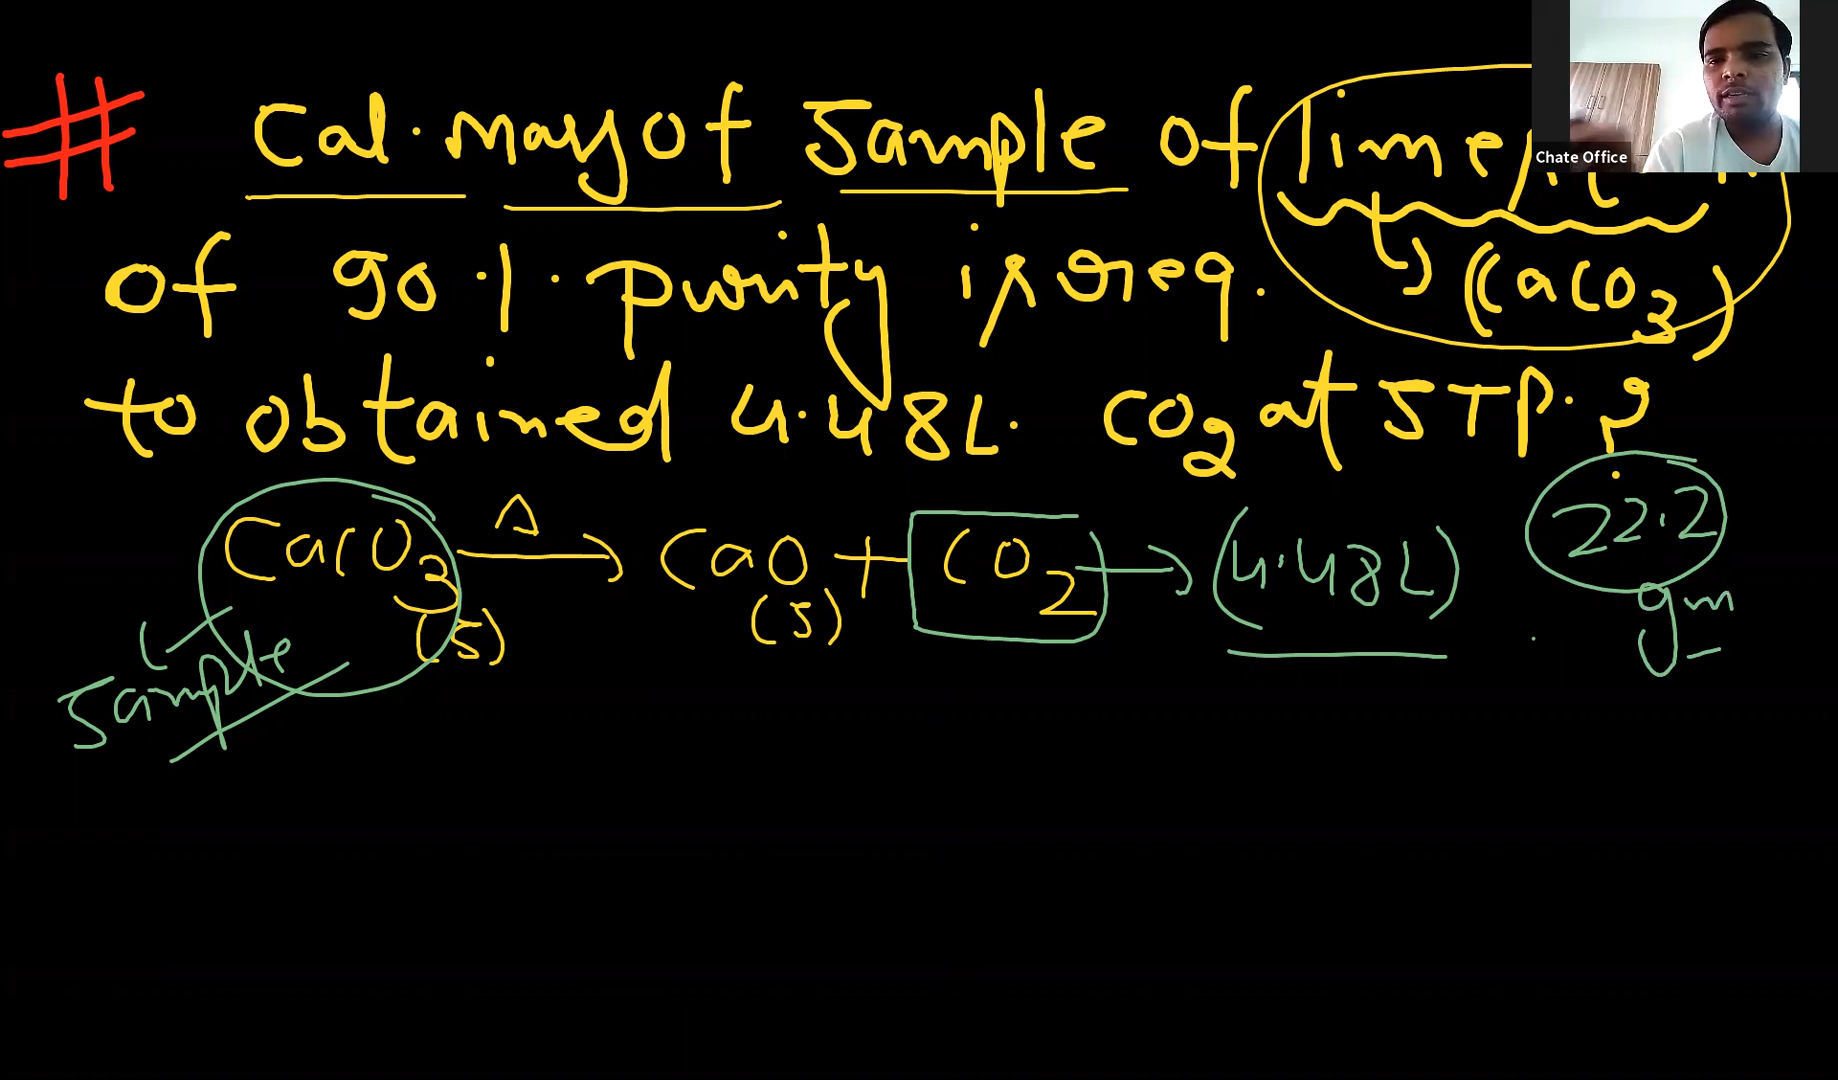 # Cal. mass of Sample of lime
Chate Office
of 90 % purity is req. (CaCO3)
to obtained 4.48L. CO2 at STP. ?
CaCO3 (s) Δ → CaO (s) + CO2 → (4.48L)
22.2 gm
Sample